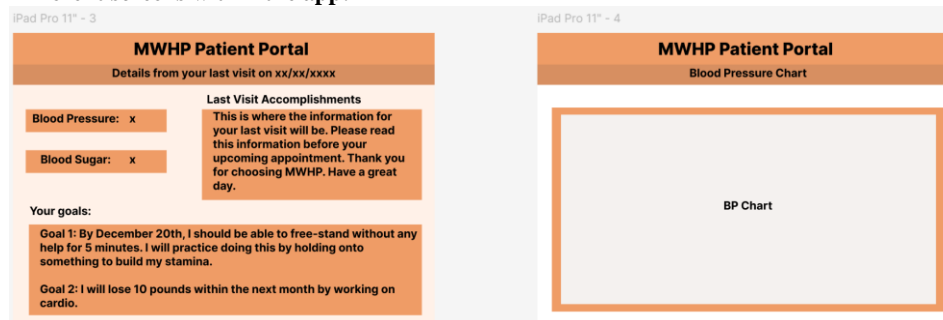 iPad Pro 11" - 3
MWHP Patient Portal
Details from your last visit on xx/xx/xxxx
Last Visit Accomplishments
Blood Pressure: x
This is where the information for
your last visit will be. Please read
this information before your
upcoming appointment. Thank you
for choosing MWHP. Have a great
day.
Blood Sugar: x
Your goals:
Goal 1: By December 20th, I should be able to free-stand without any
help for 5 minutes. I will practice doing this by holding onto
something to build my stamina.
Goal 2: I will lose 10 pounds within the next month by working on
cardio.
iPad Pro 11" - 4
MWHP Patient Portal
Blood Pressure Chart
BP Chart